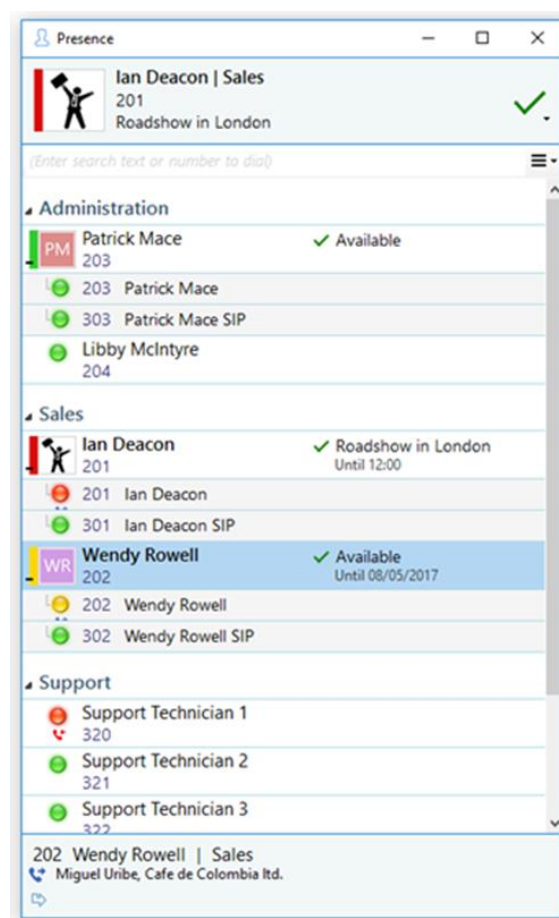 Presence
Ian Deacon | Sales
201
Roadshow in London
(Enter search text or number to dial)
Administration
PM Patrick Mace Available
203
203 Patrick Mace
303 Patrick Mace SIP
Libby McIntyre
204
Sales
Ian Deacon Roadshow in London
201 Until 12:00
201 Ian Deacon
301 Ian Deacon SIP
WR Wendy Rowell Available
202 Until 08/05/2017
202 Wendy Rowell
302 Wendy Rowell SIP
Support
Support Technician 1
320
Support Technician 2
321
Support Technician 3
322
202 Wendy Rowell | Sales
Miguel Uribe, Cafe de Colombia ltd.